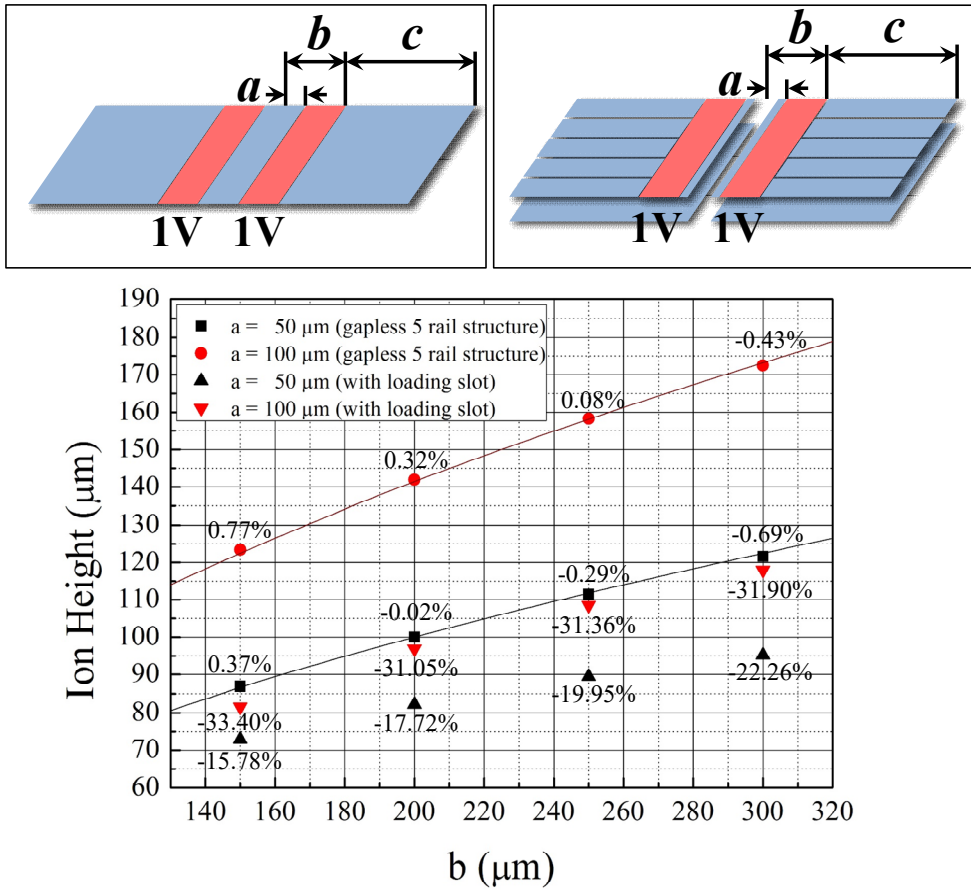 b
c
a
1V
1V
b
c
a
1V
1V
190
180
170
160
150
140
130
120
110
100
90
80
70
60
Ion Height (μm)
a = 50 μm (gapless 5 rail structure)
a = 100 μm (gapless 5 rail structure)
a = 50 μm (with loading slot)
a = 100 μm (with loading slot)
-0.43%
0.08%
0.32%
0.77%
-0.69%
-0.29%
-0.02%
0.37%
-31.90%
-31.36%
-31.05%
-33.40%
-22.26%
-19.95%
-17.72%
-15.78%
140 160 180 200 220 240 260 280 300 320
b (μm)